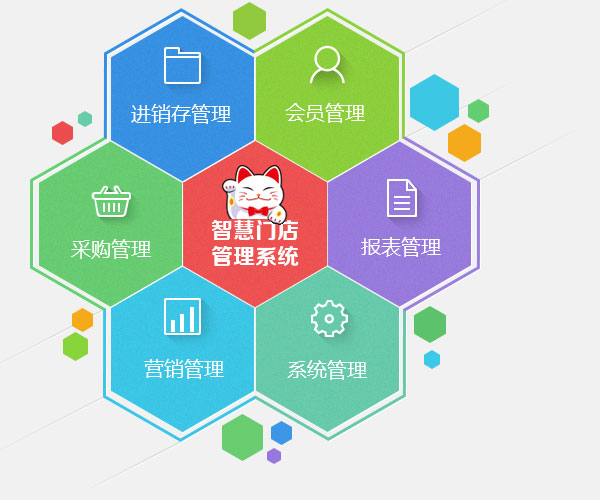 进销存管理
会员管理
采购管理
智慧门店
管理系统
报表管理
营销管理
系统管理